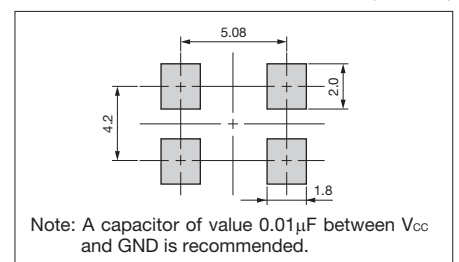 5.08
2.0
4.2
1.8
Note: A capacitor of value 0.01μF between Vcc
and GND is recommended.